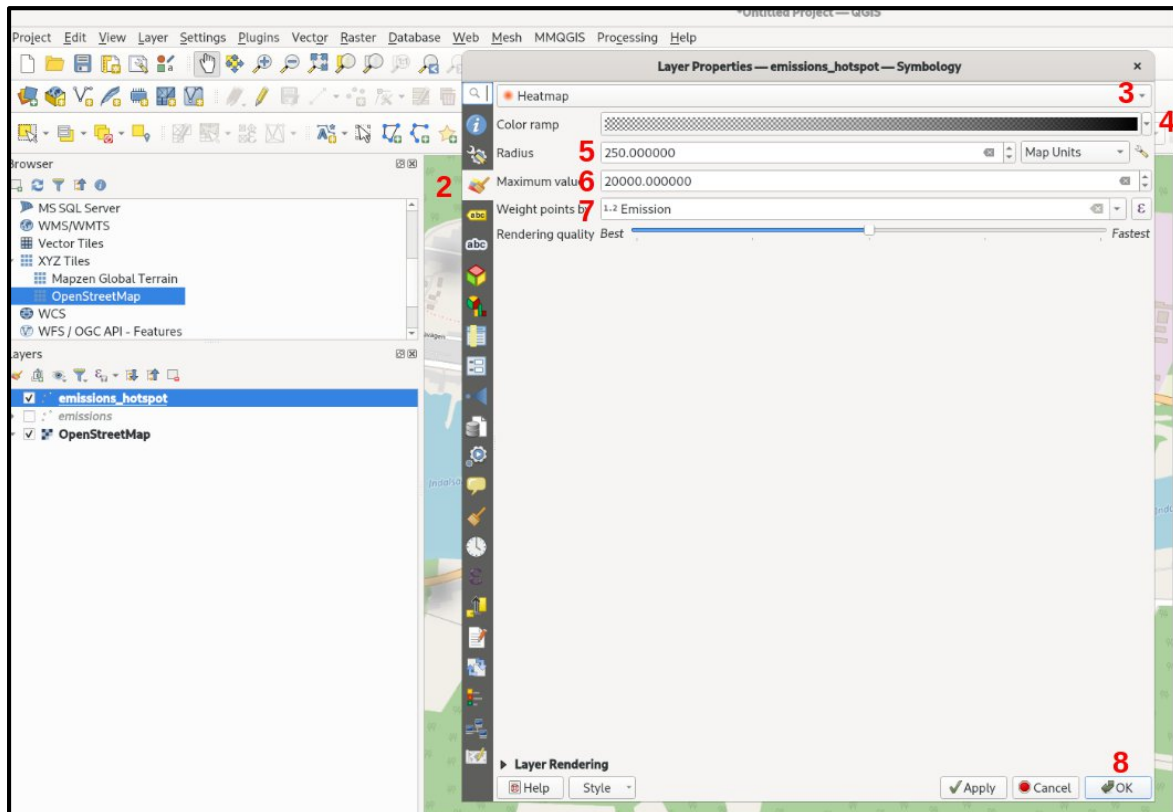 *Untitled Project — QGIS
Project Edit View Layer Settings Plugins Vector Raster Database Web Mesh MMQGIS Processing Help
Layer Properties — emissions_hotspot — Symbology
Heatmap
3
Color ramp
4
Radius
5
250.000000
Map Units
2
Maximum value
6
20000.000000
Weight points by
7
1.2 Emission
ε
Rendering quality Best
Fastest
abc
abc
Browser
MS SQL Server
WMS/WMTS
Vector Tiles
XYZ Tiles
Mapzen Global Terrain
OpenStreetMap
WCS
WFS / OGC API - Features
Layers
emissions_hotspot
emissions
OpenStreetMap
Layer Rendering
8
Help
Style
Apply
Cancel
OK